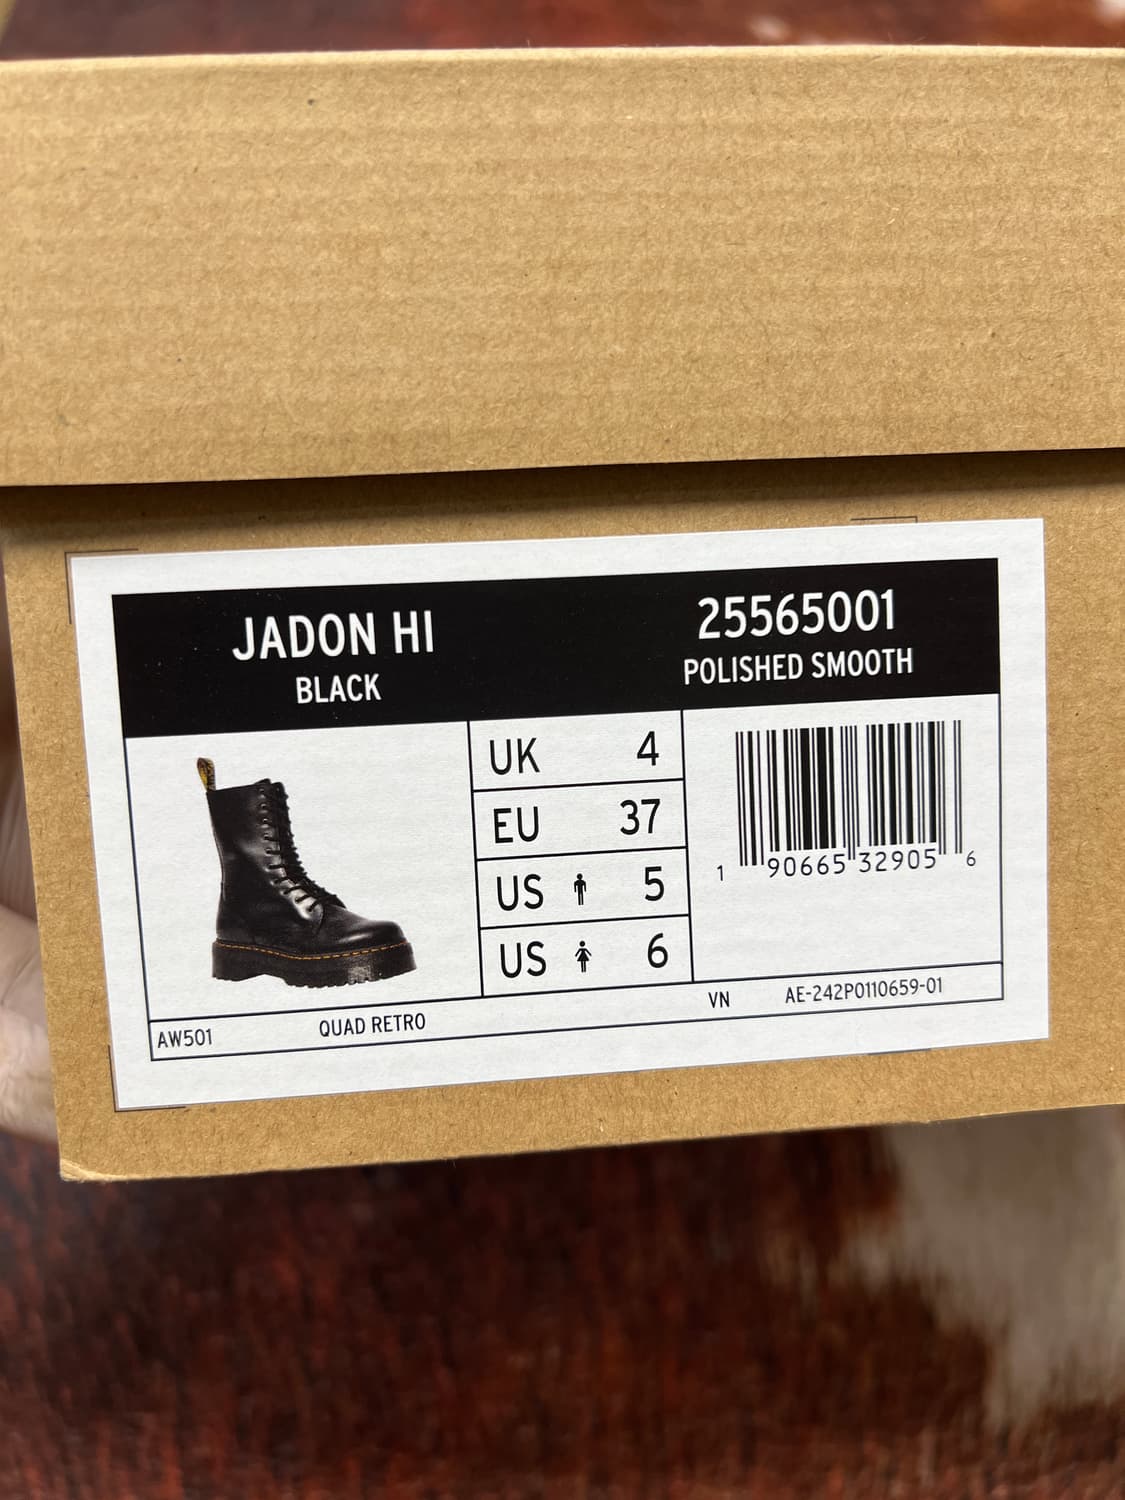 JADON HI
BLACK
25565001
POLISHED SMOOTH
UK 4
EU 37
US 5
US 6
1 90665 32905 6
AW501 QUAD RETRO VN AE-242P0110659-01